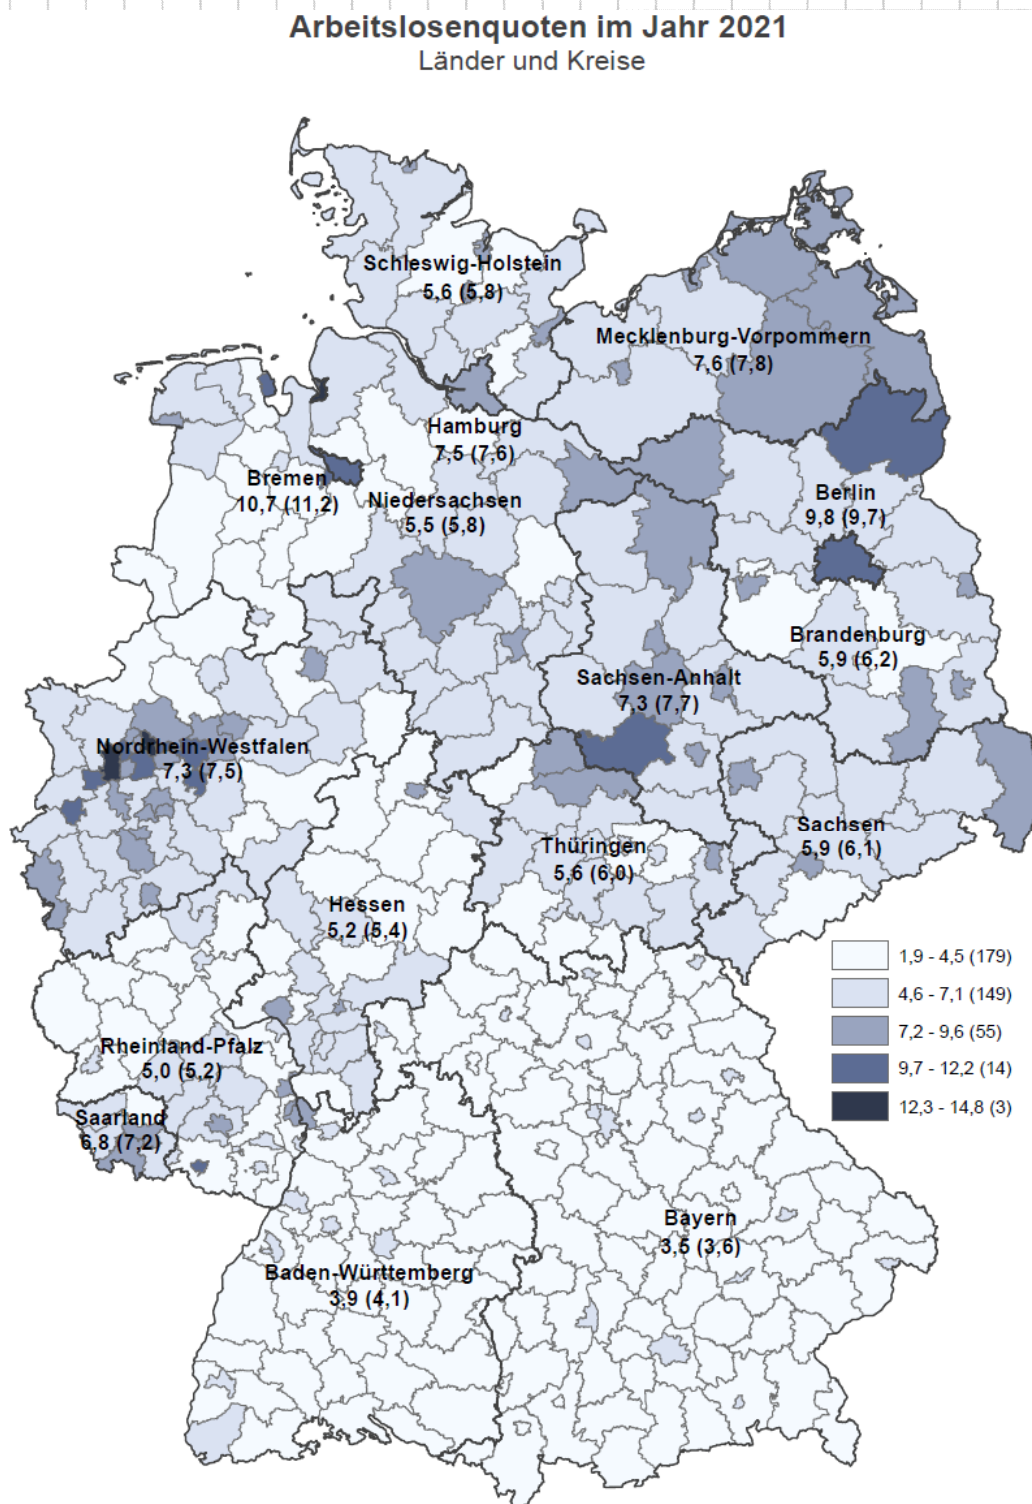 Arbeitslosenquoten im Jahr 2021
Länder und Kreise
Schleswig-Holstein
5,6 (5,8)
Mecklenburg-Vorpommern
7,6 (7,8)
Hamburg
7,5 (7,6)
Bremen
10,7 (11,2)
Niedersachsen
5,5 (5,8)
Berlin
9,8 (9,7)
Brandenburg
5,9 (6,2)
Sachsen-Anhalt
7,3 (7,7)
Nordrhein-Westfalen
7,3 (7,5)
Sachsen
5,9 (6,1)
Thüringen
5,6 (6,0)
Hessen
5,2 (5,4)
1,9 - 4,5 (179)
4,6 - 7,1 (149)
7,2 - 9,6 (55)
9,7 - 12,2 (14)
12,3 - 14,8 (3)
Rheinland-Pfalz
5,0 (5,2)
Saarland
6,8 (7,2)
Bayern
3,5 (3,6)
Baden-Württemberg
3,9 (4,1)